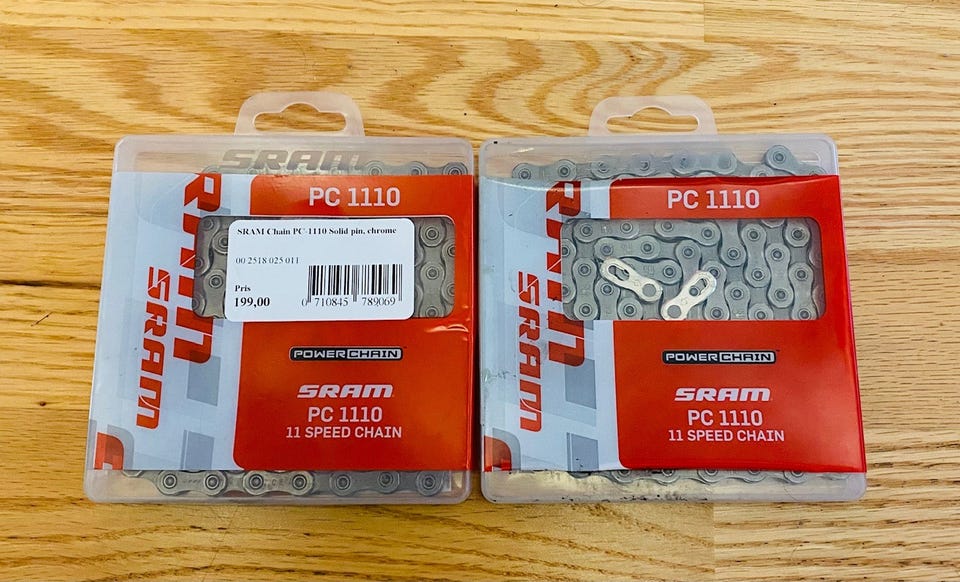 SRAM
PC 1110
SRAM Chain PC-1110 Solid pin, chrome
00 2518 025 011
Pris
199,00
0 710845 789069
POWERCHAIN
SRAM
PC 1110
11 SPEED CHAIN
SRAM
PC 1110
POWERCHAIN
SRAM
PC 1110
11 SPEED CHAIN
SRAM